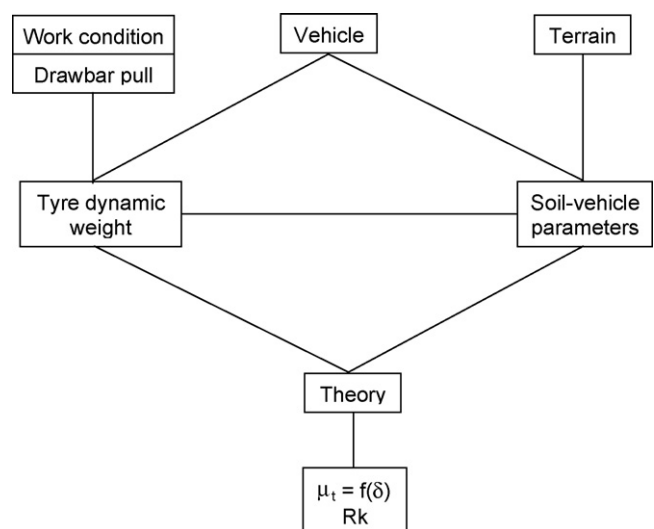 Work condition
Drawbar pull
Vehicle
Terrain
Tyre dynamic
weight
Soil-vehicle
parameters
Theory
μt = f(δ)
Rk